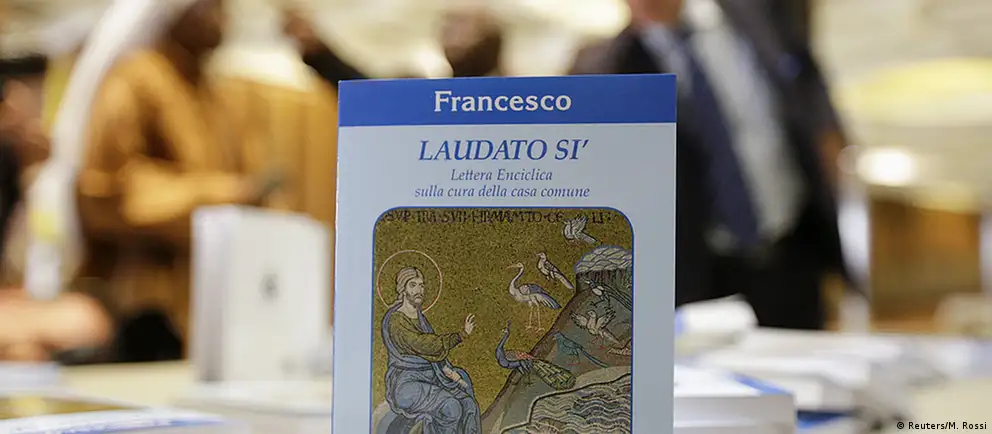 Francesco
LAUDATO SI’
Lettera Enciclica
sulla cura della casa comune
© Reuters/M. Rossi